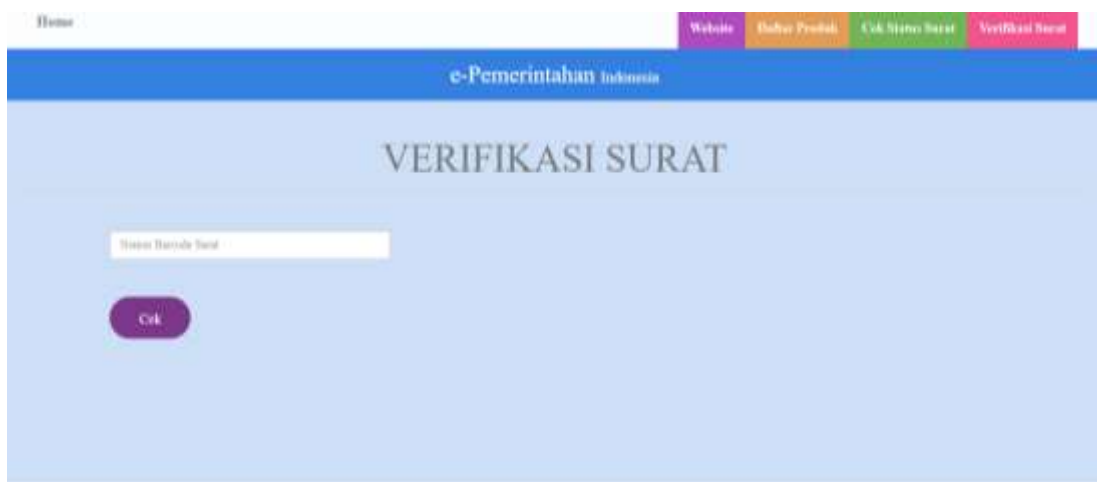 Home
Website Daftar Produk Cek Status Surat Verifikasi Surat
e-Pemerintahan Indonesia
VERIFIKASI SURAT
Nomor Barcode Surat
Cek